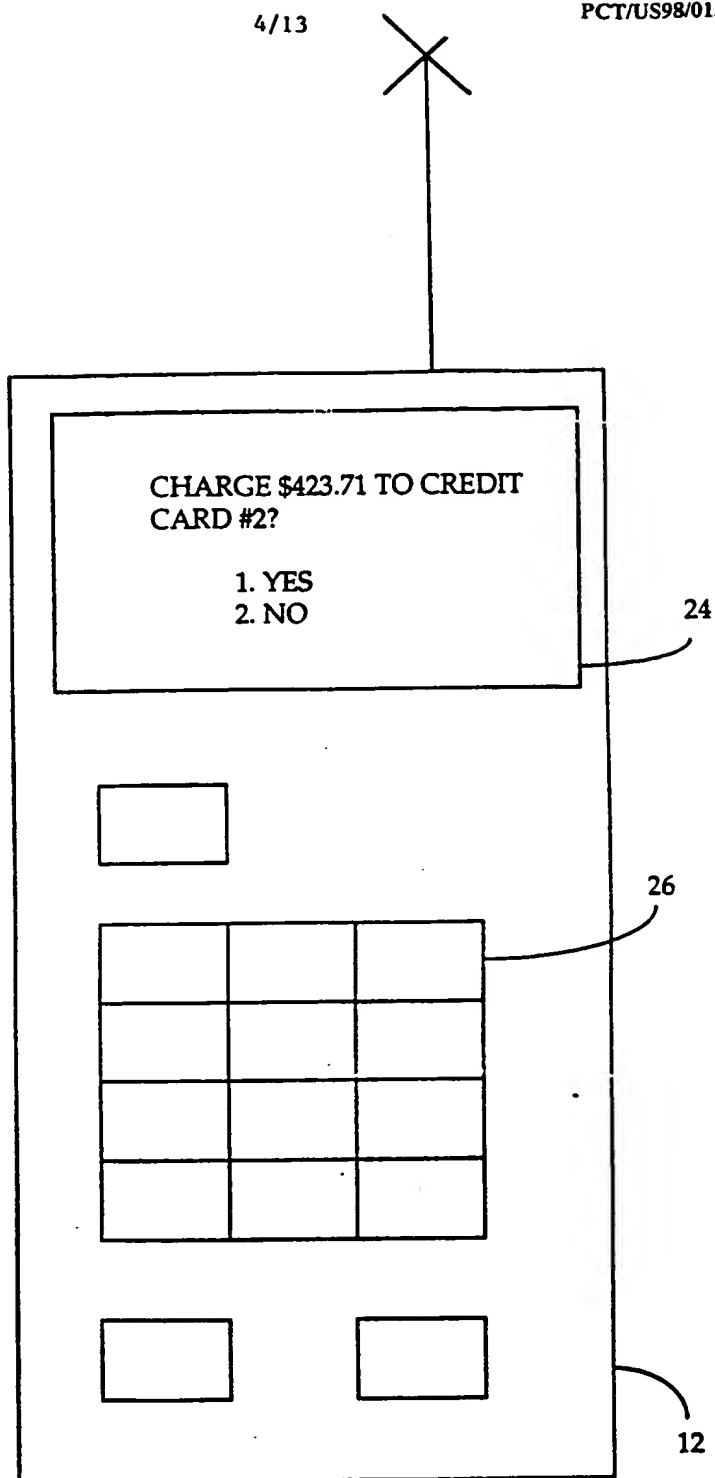 4/13
PCT/US98/01
CHARGE $423.71 TO CREDIT
CARD #2?
1. YES
2. NO
24
26
12